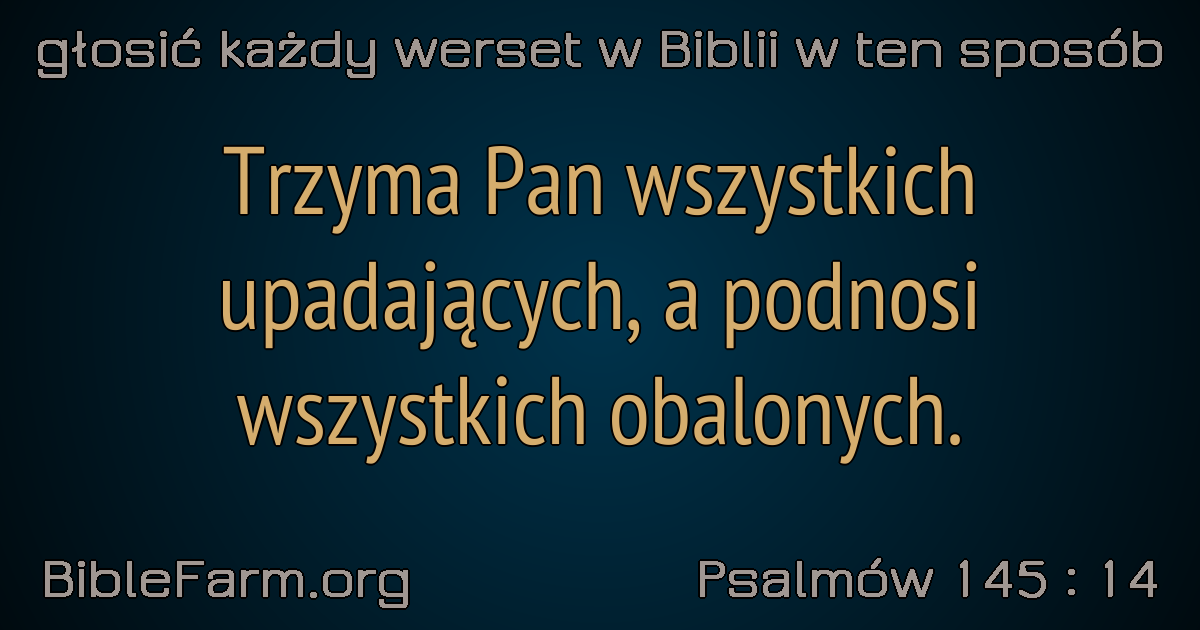 głosić każdy werset w Biblii w ten sposób
Trzyma Pan wszystkich
upadających, a podnosi
wszystkich obalonych.
BibleFarm.org
Psalmów 145 : 14